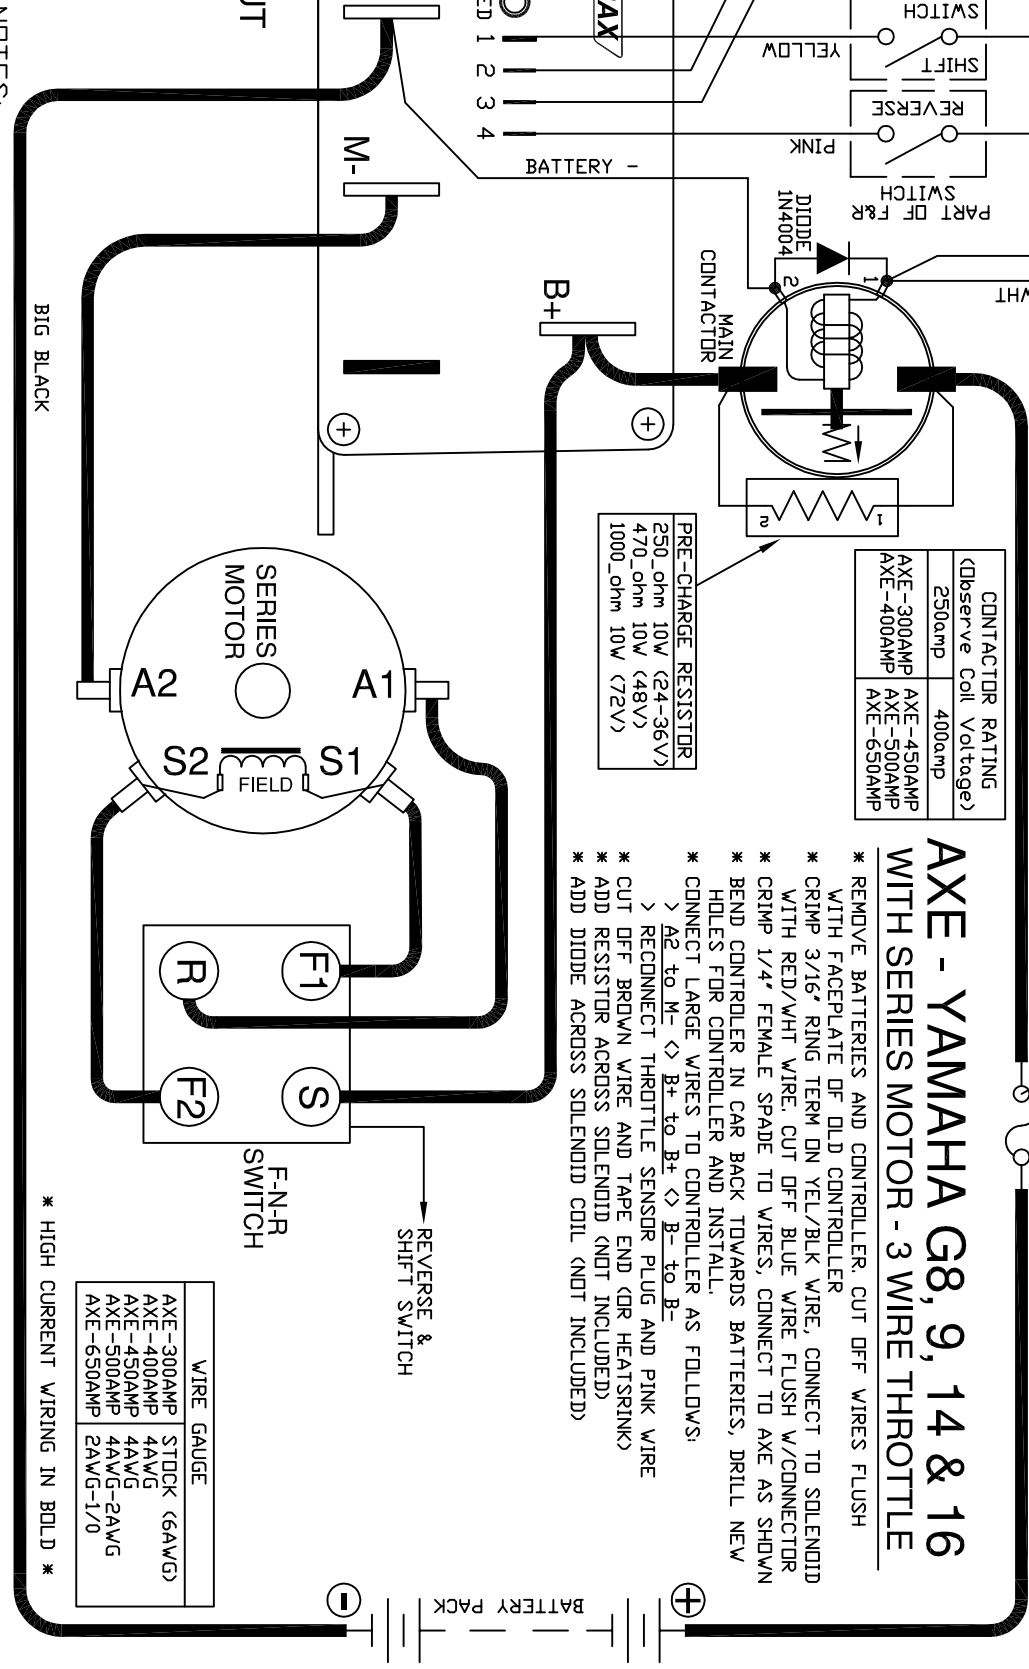 AXE - YAMAHA G8, 9, 14 & 16
WITH SERIES MOTOR - 3 WIRE THROTTLE
* REMOVE BATTERIES AND CONTROLLER. CUT OFF WIRES FLUSH
WITH FACEPLATE OF OLD CONTROLLER
* CRIMP 3/16" RING TERM ON YEL/BLK WIRE, CONNECT TO SOLENOID
WITH RED/WHT WIRE. CUT OFF BLUE WIRE FLUSH W/CONNECTOR
* CRIMP 1/4" FEMALE SPADE TO WIRES, CONNECT TO AXE AS SHOWN
* BEND CONTROLER IN CAR BACK TOWARDS BATTERIES, DRILL NEW
HOLES FOR CONTROLLER AND INSTALL.
* CONNECT LARGE WIRES TO CONTROLLER AS FOLLOWS:
> A2 to M- <> B+ to B+ <> B- to B-
> RECONNECT THROTTLE SENSOR PLUG AND PINK WIRE
* CUT OFF BROWN WIRE AND TAPE END (OR HEATSRINK)
* ADD RESISTOR ACROSS SOLENOID (NOT INCLUDED)
* ADD DIODE ACROSS SOLENOID COIL (NOT INCLUDED)
CONTACTOR RATING
(Observe Coil Voltage)
250amp 400amp
AXE-300AMP AXE-450AMP
AXE-400AMP AXE-500AMP
AXE-650AMP
PRE-CHARGE RESISTOR
250_ohm 10W (24-36V)
470_ohm 10W (48V)
1000_ohm 10W (72V)
SWITCH
SHIFT
YELLOW
REVERSE
SWITCH
PART OF F&R
PINK
WHT
DIODE
1N4004
1
2
MAIN
CONTACTOR
1
2
BATTERY -
ED
1
2
3
4
AX
B+
M-
UT
NOTES:
BIG BLACK
SERIES
MOTOR
A1
A2
S1
S2
FIELD
F1
R
S
F2
F-N-R
SWITCH
REVERSE &
SHIFT SWITCH
WIRE GAUGE
AXE-300AMP STOCK (6AWG)
AXE-400AMP 4AWG
AXE-450AMP 4AWG
AXE-500AMP 4AWG-2AWG
AXE-650AMP 2AWG-1/0
* HIGH CURRENT WIRING IN BOLD *
BATTERY PACK
+
-